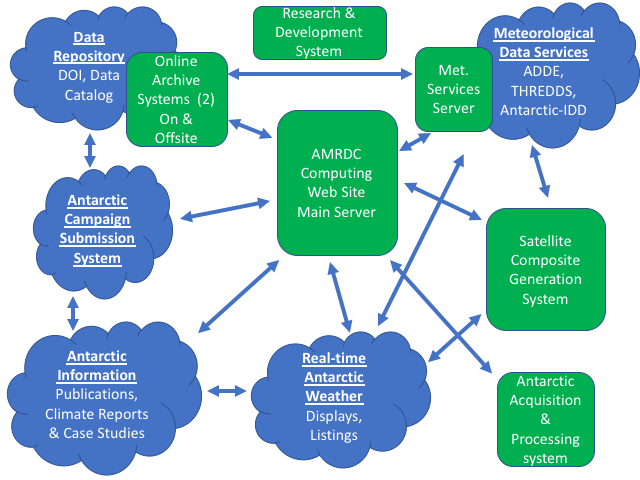 Data
Repository
DOI, Data
Catalog
Online
Archive
Systems (2)
On &
Offsite
Research &
Development
System
Met.
Services
Server
Meteorological
Data Services
ADDE,
THREDDS,
Antarctic-IDD
AMRDC
Computing
Web Site
Main Server
Antarctic
Campaign
Submission
System
Satellite
Composite
Generation
System
Antarctic
Information
Publications,
Climate Reports
& Case Studies
Real-time
Antarctic
Weather
Displays,
Listings
Antarctic
Acquisition
&
Processing
system